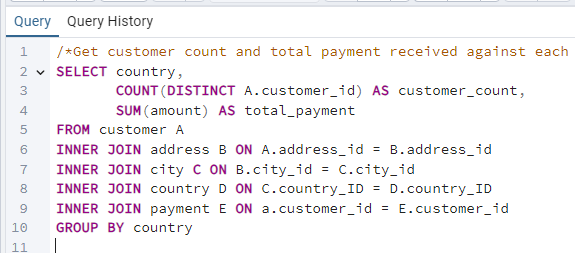 Query Query History
1 /*Get customer count and total payment received against each
2 SELECT country,
3 COUNT(DISTINCT A.customer_id) AS customer_count,
4 SUM(amount) AS total_payment
5 FROM customer A
6 INNER JOIN address B ON A.address_id = B.address_id
7 INNER JOIN city C ON B.city_id = C.city_id
8 INNER JOIN country D ON C.country_ID = D.country_ID
9 INNER JOIN payment E ON a.customer_id = E.customer_id
10 GROUP BY country
11